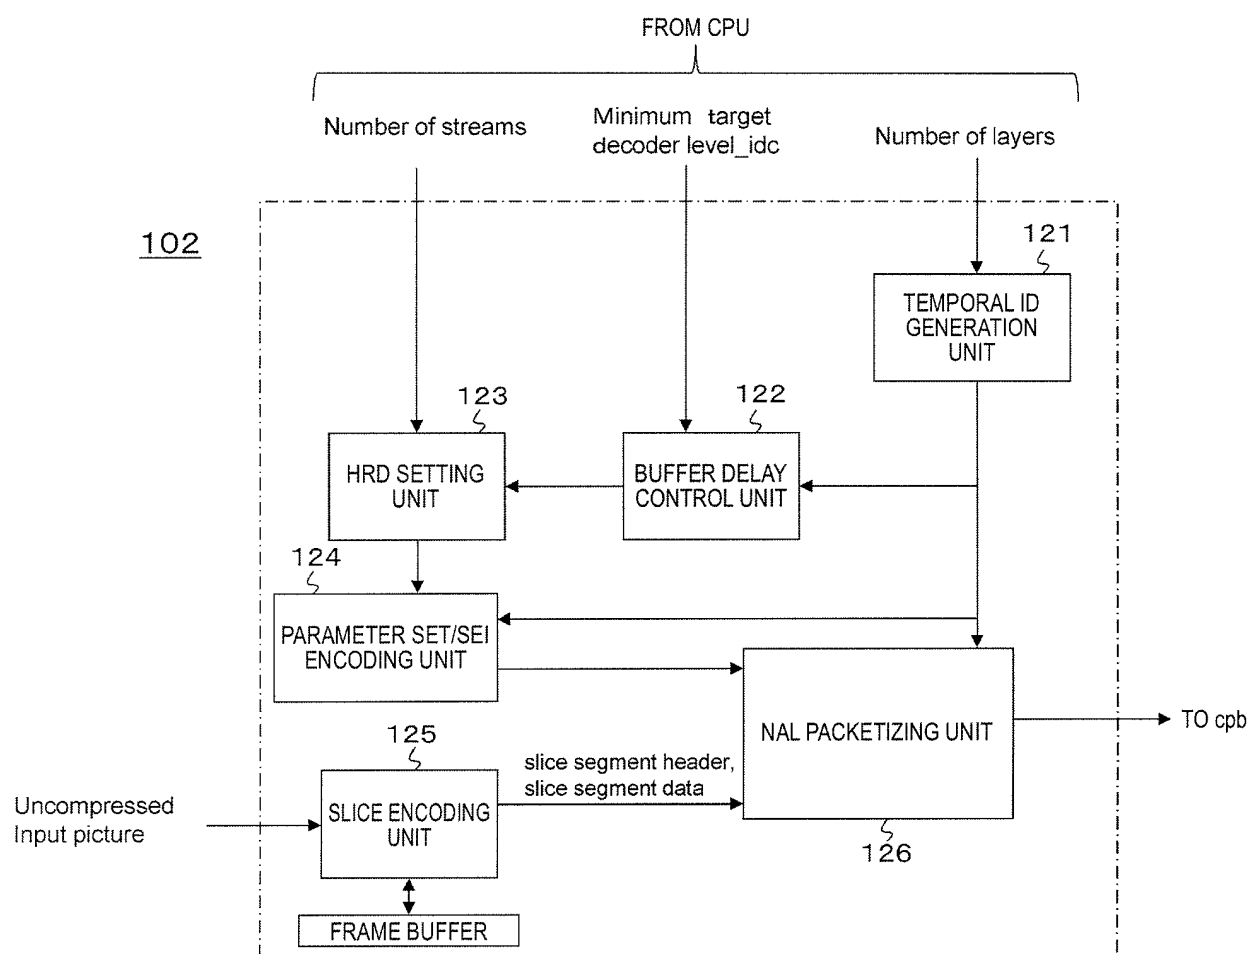 FROM CPU
Number of streams
Minimum target
decoder level_idc
Number of layers
102
121
TEMPORAL ID
GENERATION
UNIT
123
122
HRD SETTING
UNIT
BUFFER DELAY
CONTROL UNIT
124
PARAMETER SET/SEI
ENCODING UNIT
NAL PACKETIZING UNIT
TO cpb
125
slice segment header,
slice segment data
Uncompressed
Input picture
SLICE ENCODING
UNIT
126
FRAME BUFFER